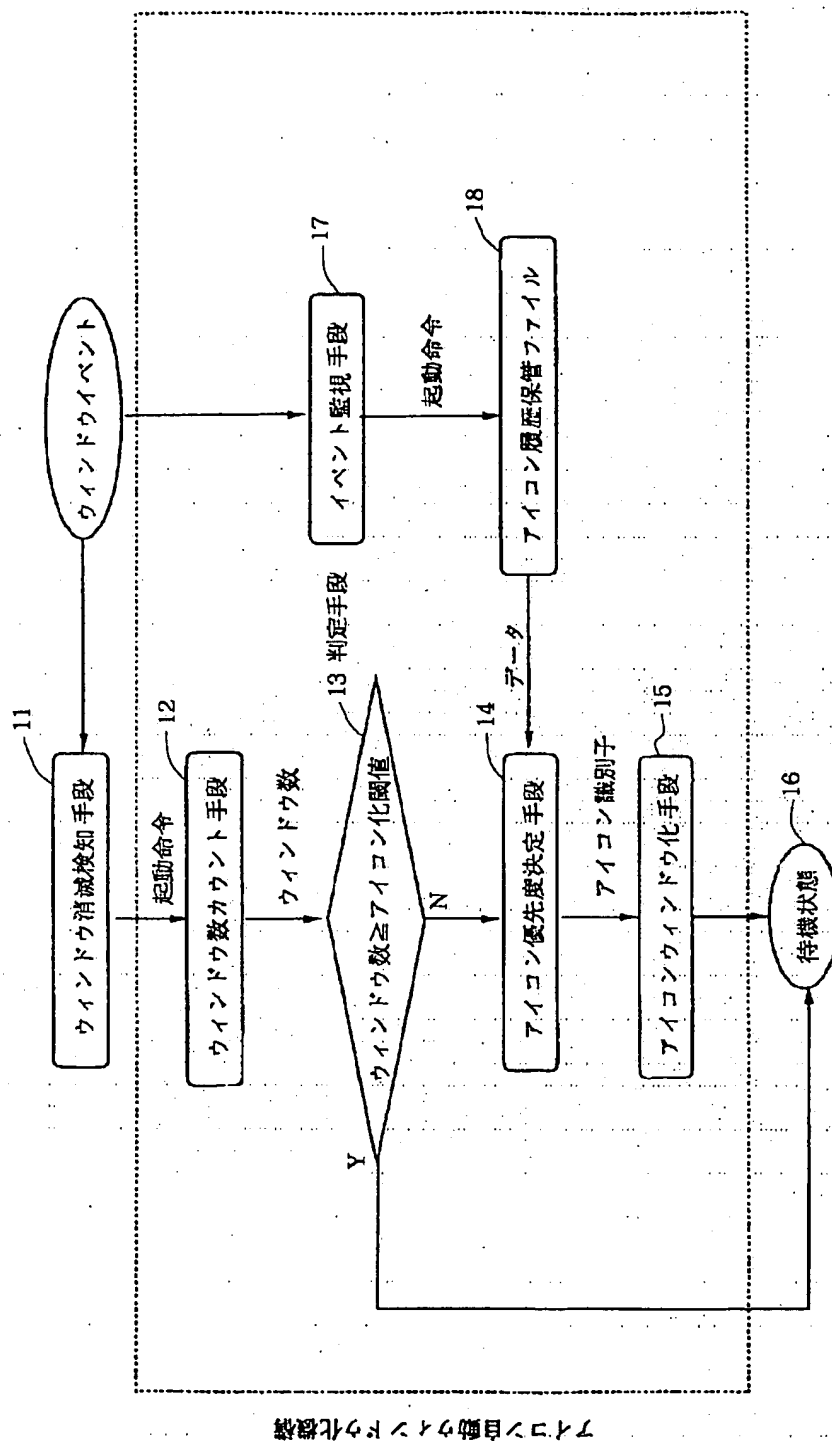 ウィンドウイベント
11
ウィンドウ消滅検知手段
起動命令
12
ウィンドウ数カウント手段
ウィンドウ数
13 判定手段
ウィンドウ数≧アイコン化閾値
Y
N
17
イベント監視手段
起動命令
18
アイコン履歴保管ファイル
データ
14
アイコン優先度決定手段
アイコン識別子
15
アイコンウィンドウ化手段
16
待機状態
アイコン自動ウィンドウ化機構